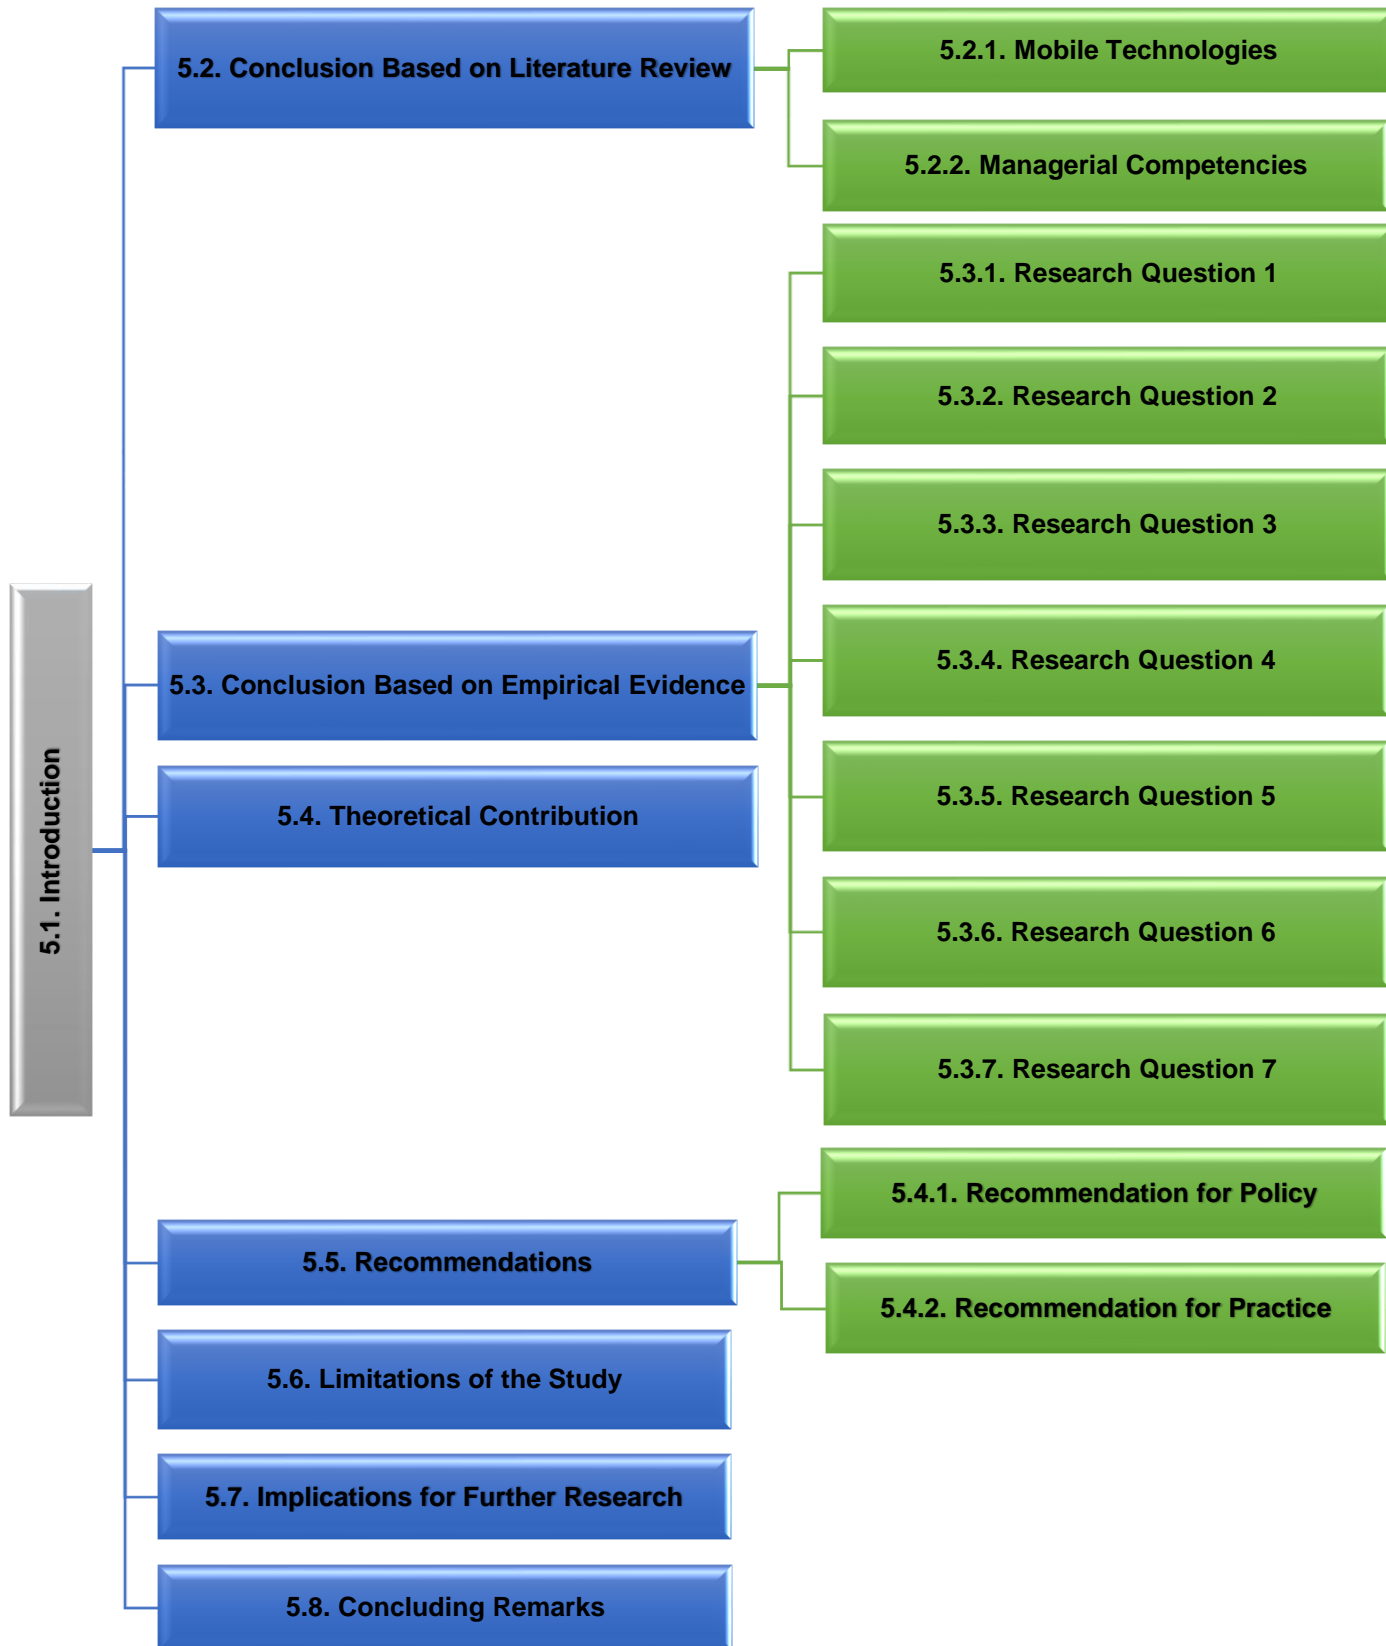 5.1. Introduction
5.2. Conclusion Based on Literature Review
5.2.1. Mobile Technologies
5.2.2. Managerial Competencies
5.3. Conclusion Based on Empirical Evidence
5.3.1. Research Question 1
5.3.2. Research Question 2
5.3.3. Research Question 3
5.3.4. Research Question 4
5.3.5. Research Question 5
5.3.6. Research Question 6
5.3.7. Research Question 7
5.4. Theoretical Contribution
5.5. Recommendations
5.4.1. Recommendation for Policy
5.4.2. Recommendation for Practice
5.6. Limitations of the Study
5.7. Implications for Further Research
5.8. Concluding Remarks